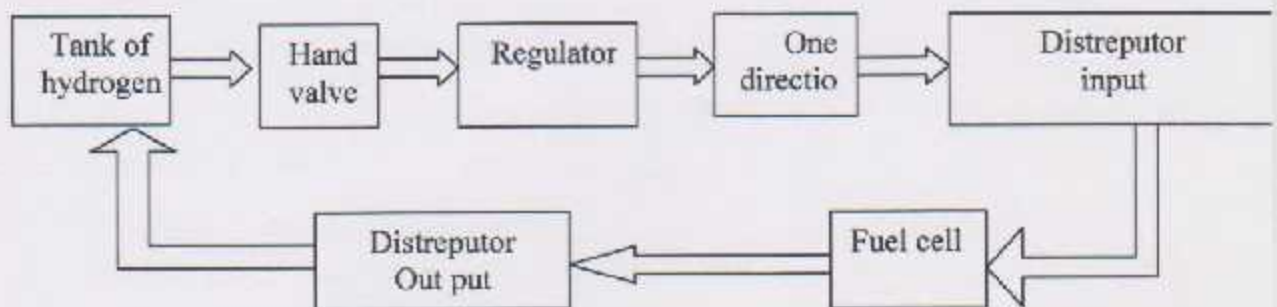 Tank of
hydrogen
Hand
valve
Regulator
One
directio
Distreputor
input
Distreputor
Out put
Fuel cell